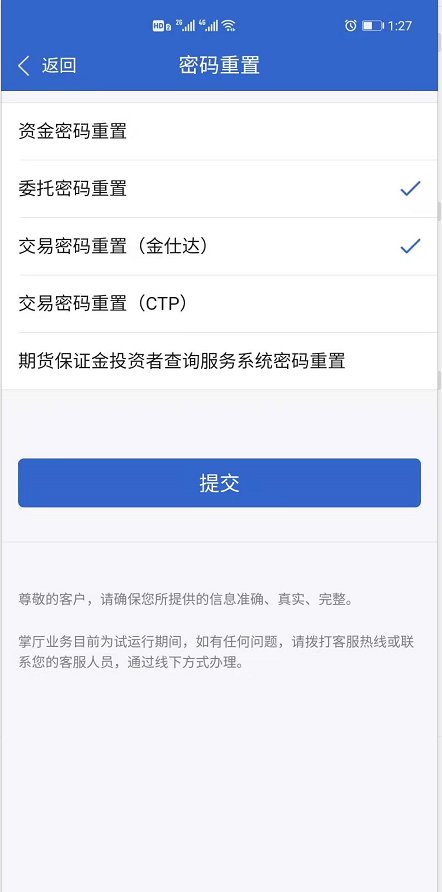 HD 2G 4G 1:27
返回 密码重置
资金密码重置
委托密码重置
交易密码重置（金仕达）
交易密码重置（CTP）
期货保证金投资者查询服务系统密码重置
提交
尊敬的客户，请确保您所提供的信息准确、真实、完整。
掌厅业务目前为试运行期间，如有任何问题，请拨打客服热线或联
系您的客服人员，通过线下方式办理。